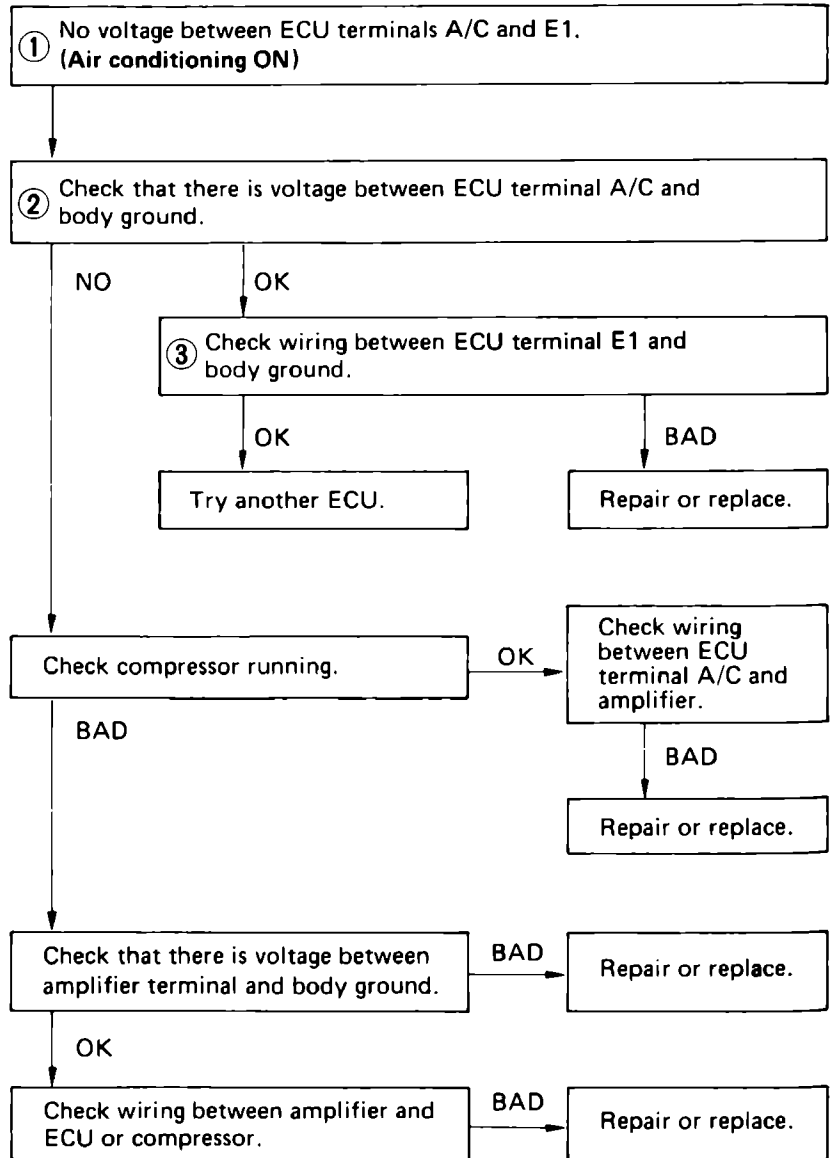 ① No voltage between ECU terminals A/C and E1.
(Air conditioning ON)
② Check that there is voltage between ECU terminal A/C and
body ground.
NO
OK
③ Check wiring between ECU terminal E1 and
body ground.
OK
BAD
Try another ECU.
Repair or replace.
Check compressor running.
OK
Check wiring
between ECU
terminal A/C and
amplifier.
BAD
BAD
Repair or replace.
Check that there is voltage between
amplifier terminal and body ground.
BAD
Repair or replace.
OK
Check wiring between amplifier and
ECU or compressor.
BAD
Repair or replace.